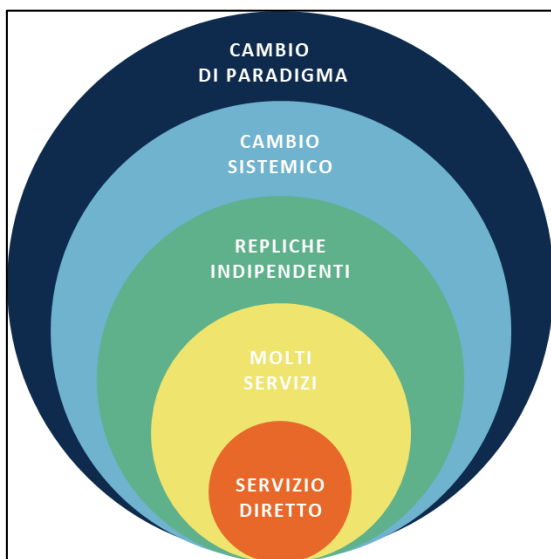 CAMBIO
DI PARADIGMA
CAMBIO
SISTEMICO
REPLICHE
INDIPENDENTI
MOLTI
SERVIZI
SERVIZIO
DIRETTO